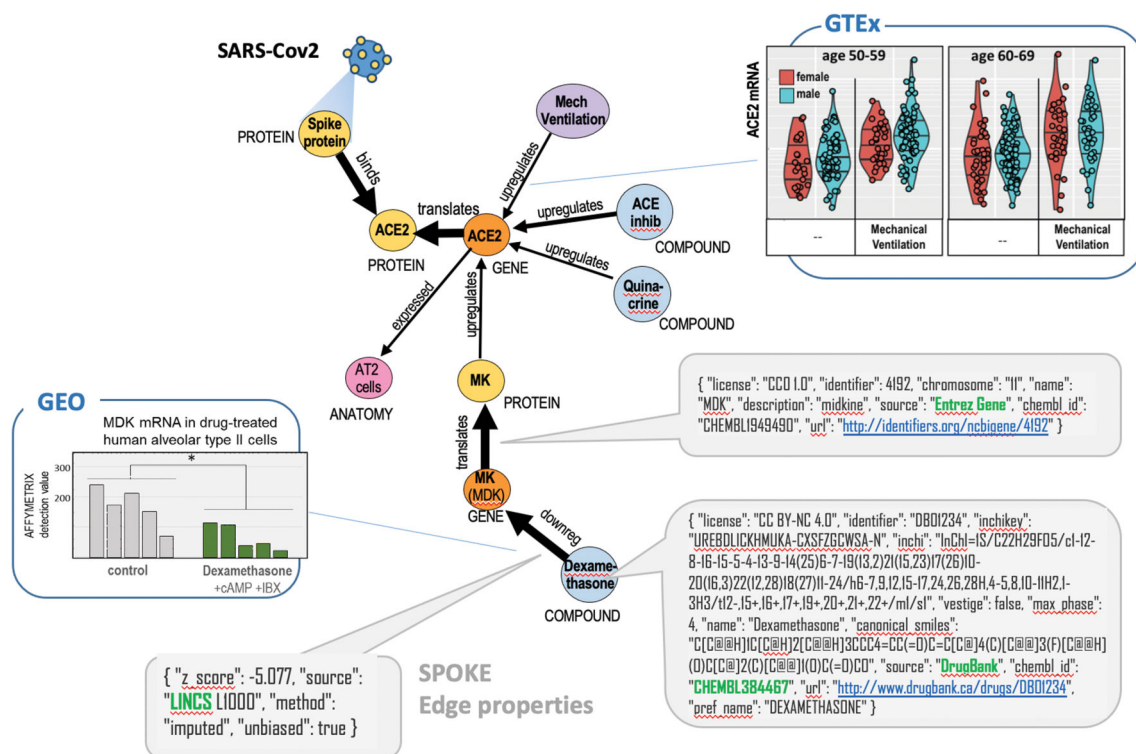 SARS-Cov2
PROTEIN
Spike
protein
binds
Mech
Ventilation
upregulates
translates
ACE2
PROTEIN
ACE2
GENE
upregulates
ACE
inhib
COMPOUND
upregulates
Quina-
crine
COMPOUND
expressed
upregulates
AT2
cells
ANATOMY
MK
PROTEIN
translates
MK
(MDK)
GENE
downreg
Dexame-
thasone
COMPOUND
GTEx
age 50-59
age 60-69
female
male
ACE2 mRNA
--
Mechanical
Ventilation
--
Mechanical
Ventilation
GEO
MDK mRNA in drug-treated
human alveolar type II cells
*
300
200
AFFYMETRIX
detection value
control
Dexamethasone
+cAMP +IBX
{ "license": "CC0 1.0", "identifier": 4192, "chromosome": "11", "name":
"MDK", "description": "midkine", "source": "Entrez Gene", "chembl_id":
"CHEMBL1949490", "url": "http://identifiers.org/ncbigene/4192" }
{ "license": "CC BY-NC 4.0", "identifier": "DB01234", "inchikey":
"UREBDLICKHMUKA-CXSFZGCWSA-N", "inchi": "InChI=1S/C22H29FO5/c1-12-
8-16-15-5-4-13-9-14(25)6-7-19(13,2)21(15,23)17(26)10-
20(16,3)22(12,28)18(27)11-24/h6-7,9,12,15-17,24,26,28H,4-5,8,10-11H2,1-
3H3/t12-,15+,16+,17+,19+,20+,21+,22+/m1/s1", "vestige": false, "max_phase":
4, "name": "Dexamethasone", "canonical_smiles":
"C[C@@H]1C[C@H]2[C@@H]3CCC4=CC(=O)C=C[C@]4(C)[C@@]3(F)[C@@H]
(O)C[C@]2(C)[C@@]1(O)C(=O)CO", "source": "DrugBank", "chembl_id":
"CHEMBL384467", "url": "http://www.drugbank.ca/drugs/DB01234",
"pref_name": "DEXAMETHASONE" }
{ "z_score": -5.077, "source":
"LINCS L1000", "method":
"imputed", "unbiased": true }
SPOKE
Edge properties